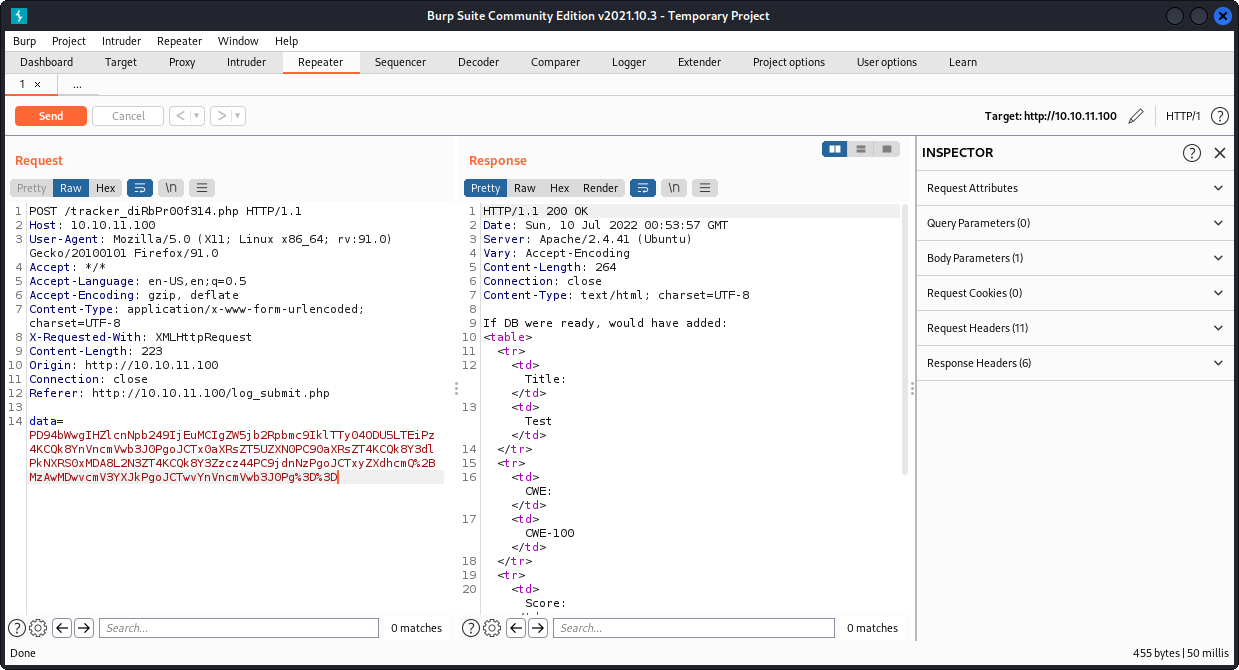 Burp Suite Community Edition v2021.10.3 - Temporary Project
Burp Project Intruder Repeater Window Help
Dashboard Target Proxy Intruder Repeater Sequencer Decoder Comparer Logger Extender Project options User options Learn
1 × ...
Send Cancel < > Target: http://10.10.11.100 HTTP/1 ?
Request
Pretty Raw Hex \n
1 POST /tracker_diRbPr00f314.php HTTP/1.1
2 Host: 10.10.11.100
3 User-Agent: Mozilla/5.0 (X11; Linux x86_64; rv:91.0)
Gecko/20100101 Firefox/91.0
4 Accept: */*
5 Accept-Language: en-US,en;q=0.5
6 Accept-Encoding: gzip, deflate
7 Content-Type: application/x-www-form-urlencoded;
charset=UTF-8
8 X-Requested-With: XMLHttpRequest
9 Content-Length: 223
10 Origin: http://10.10.11.100
11 Connection: close
12 Referer: http://10.10.11.100/log_submit.php
13
14 data=
PD94bWwgIHZlcnNpb249IjEuMCIgZW5jb2Rpbmc9IklTTy04ODU5LTEiPz
4KCQk8YnVncmVwb3J0PgoJCTx0aXRsZT5UZXN0PC90aXRsZT4KCQk8Y3dl
PkNXRS0xMDA8L2N3ZT4KCQk8Y3Zzcz44PC9jdnNzPgoJCTxyZXdhcmQ%2B
MzAwMDwvcmV3YXJkPgoJCTwvYnVncmVwb3J0Pg%3D%3D
? Search... 0 matches
Response
Pretty Raw Hex Render \n
1 HTTP/1.1 200 OK
2 Date: Sun, 10 Jul 2022 00:53:57 GMT
3 Server: Apache/2.4.41 (Ubuntu)
4 Vary: Accept-Encoding
5 Content-Length: 264
6 Connection: close
7 Content-Type: text/html; charset=UTF-8
8
9 If DB were ready, would have added:
10 <table>
11 <tr>
12 <td>
Title:
</td>
13 <td>
Test
</td>
14 </tr>
15 <tr>
16 <td>
CWE:
</td>
17 <td>
CWE-100
</td>
18 </tr>
19 <tr>
20 <td>
Score:
</td>
? Search... 0 matches
INSPECTOR ?
Request Attributes
Query Parameters (0)
Body Parameters (1)
Request Cookies (0)
Request Headers (11)
Response Headers (6)
Done 455 bytes | 50 millis